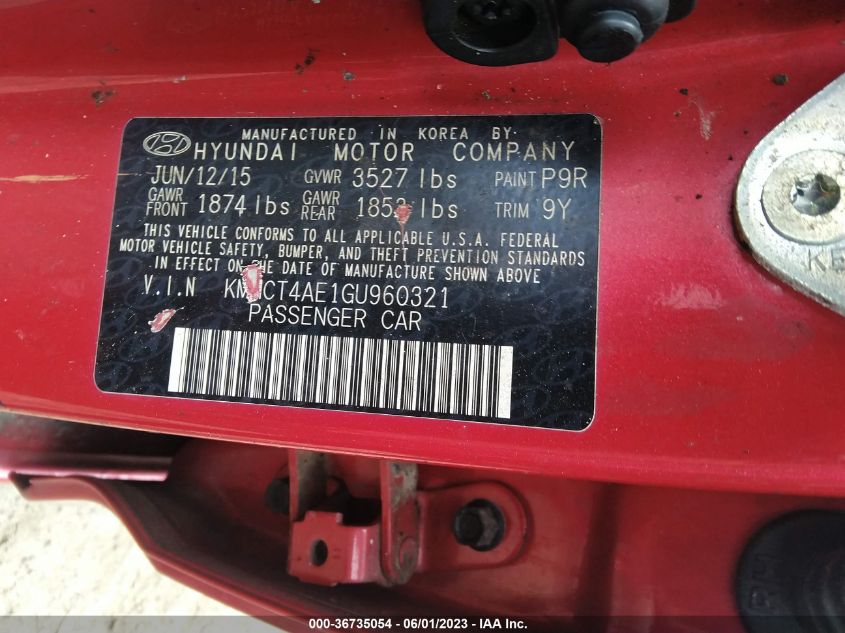 MANUFACTURED IN KOREA BY:
HYUNDAI MOTOR COMPANY
JUN/12/15 GVWR 3527 lbs PAINT P9R
GAWR FRONT 1874 lbs GAWR REAR lbs TRIM 9Y
THIS VEHICLE CONFORMS TO ALL APPLICABLE U.S.A. FEDERAL
MOTOR VEHICLE SAFETY, BUMPER, AND THEFT PREVENTION STANDARDS
IN EFFECT ON THE DATE OF MANUFACTURE SHOWN ABOVE
V.I.N
PASSENGER CAR
000-36735054 / 06/01/2023 - IAA Inc.